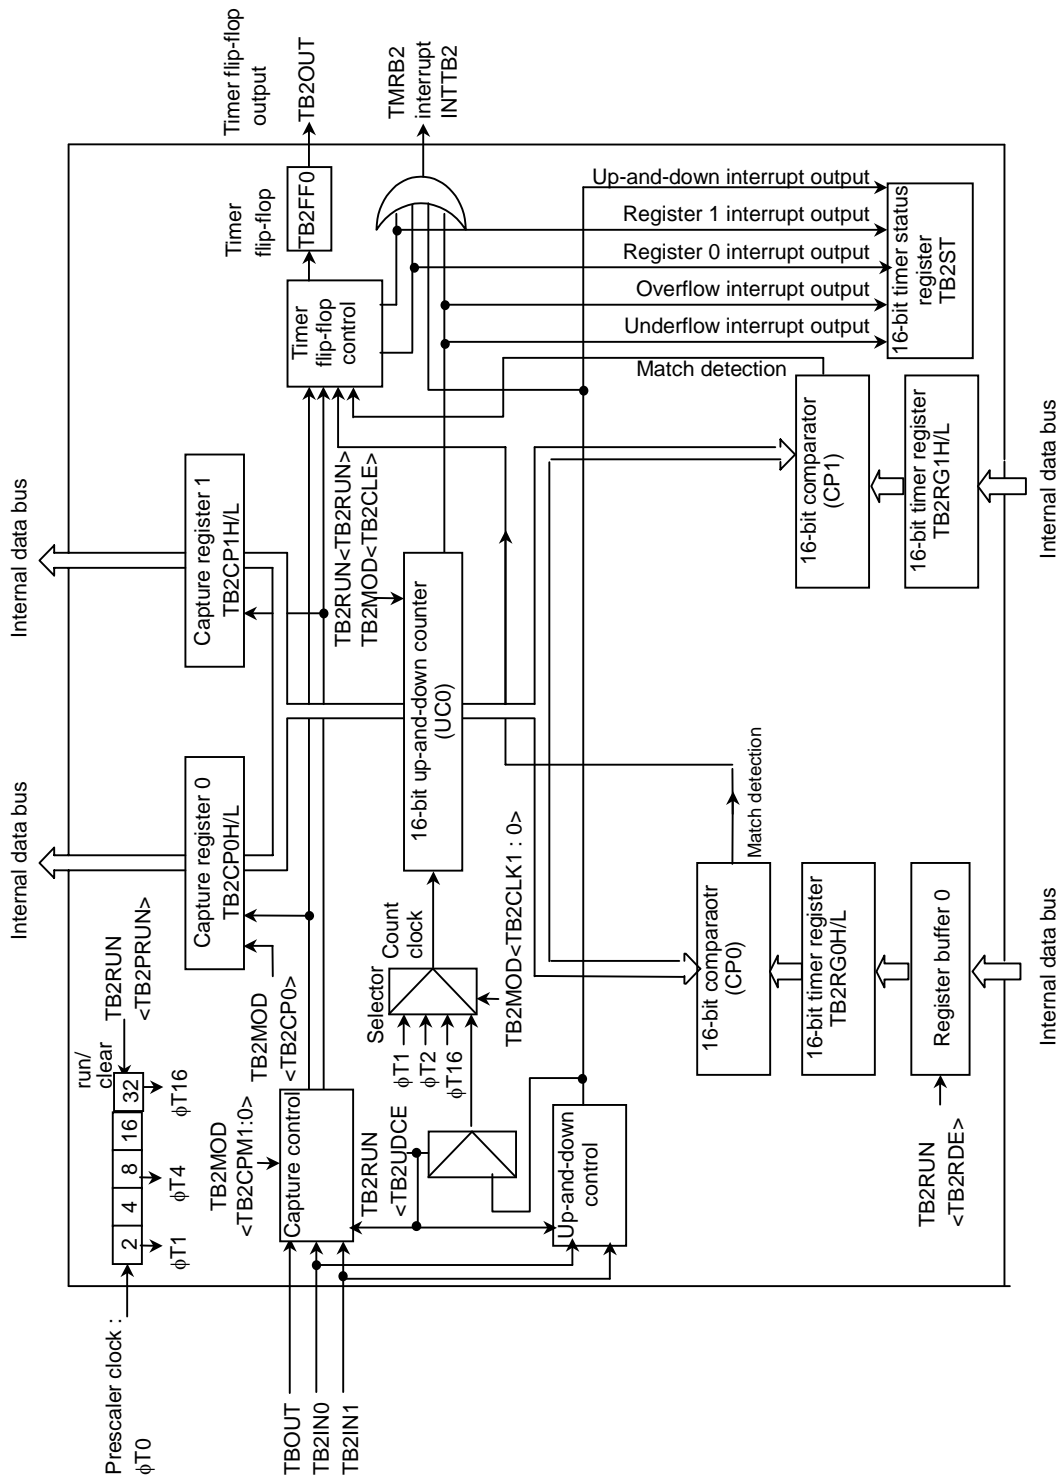 Prescaler clock :
φT0
2
4
8
16
32
φT1
φT4
φT16
run/
clear
TB2RUN
<TB2PRUN>
Internal data bus
Internal data bus
TBOUT
TB2IN0
TB2IN1
TB2MOD
<TB2CPM1:0>
Capture control
TB2MOD
<TB2CP0>
Capture register 0
TB2CP0H/L
Capture register 1
TB2CP1H/L
TB2RUN
<TB2UDCE
Up-and-down
control
Selector
φT1
φT2
φT16
Count
clock
TB2MOD<TB2CLK1 : 0>
16-bit up-and-down counter
(UC0)
TB2RUN<TB2RUN>
TB2MOD<TB2CLE>
Timer
flip-flop
control
Timer
flip-flop
TB2FF0
Timer flip-flop
output
TB2OUT
TMRB2
interrupt
INTTB2
Up-and-down interrupt output
Register 1 interrupt output
Register 0 interrupt output
Overflow interrupt output
Underflow interrupt output
Match detection
16-bit timer status
register
TB2ST
Match detection
16-bit comparaotr
(CP0)
16-bit timer register
TB2RG0H/L
Register buffer 0
TB2RUN
<TB2RDE>
Internal data bus
16-bit comparator
(CP1)
16-bit timer register
TB2RG1H/L
Internal data bus